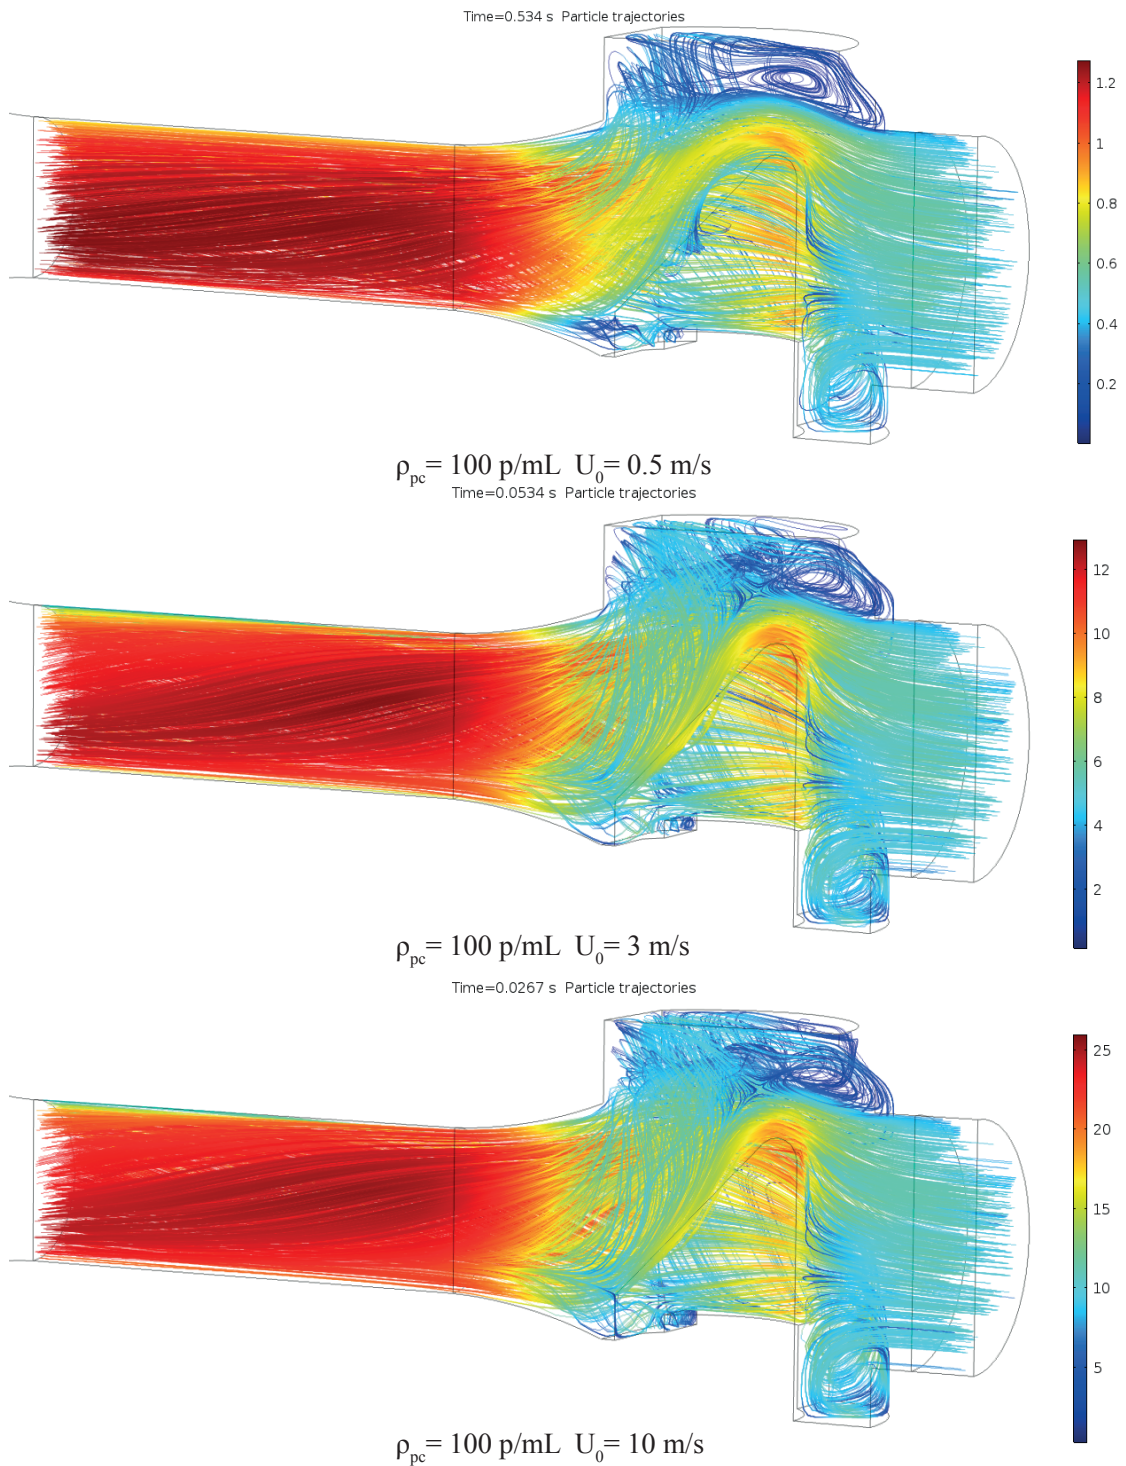 Time=0.534 s  Particle trajectories
1.2
1
0.8
0.6
0.4
0.2
ρpc= 100 p/mL  U0= 0.5 m/s
Time=0.0534 s  Particle trajectories
12
10
8
6
4
2
ρpc= 100 p/mL  U0= 3 m/s
Time=0.0267 s  Particle trajectories
25
20
15
10
5
ρpc= 100 p/mL  U0= 10 m/s